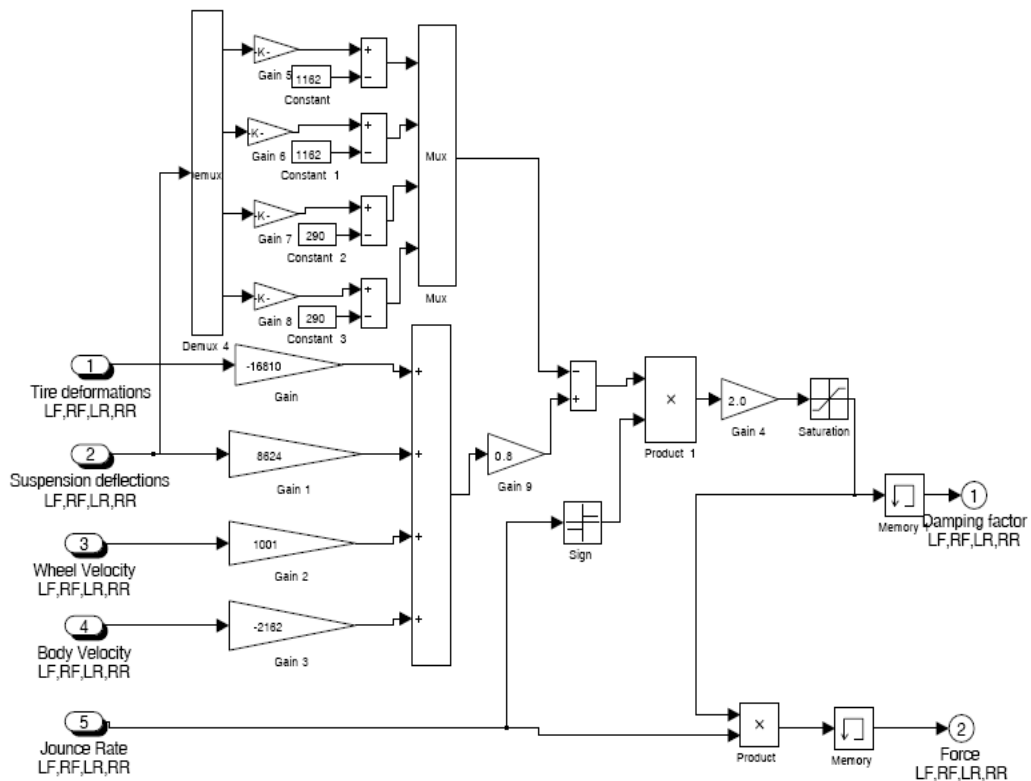 -K-
Gain 5
1162
Constant
+
−
-K-
Gain 6
1162
Constant 1
+
−
emux
Mux
-K-
Gain 7
290
Constant 2
+
−
-K-
Gain 8
290
Constant 3
+
−
Mux
Demux 4
1
Tire deformations
LF,RF,LR,RR
-16810
Gain
+
2
Suspension deflections
LF,RF,LR,RR
8624
Gain 1
+
3
Wheel Velocity
LF,RF,LR,RR
1001
Gain 2
+
4
Body Velocity
LF,RF,LR,RR
-2162
Gain 3
+
0.8
Gain 9
−
+
×
Product 1
2.0
Gain 4
Saturation
Sign
Memory
1
Damping factor
LF,RF,LR,RR
5
Jounce Rate
LF,RF,LR,RR
×
Product
Memory
2
Force
LF,RF,LR,RR